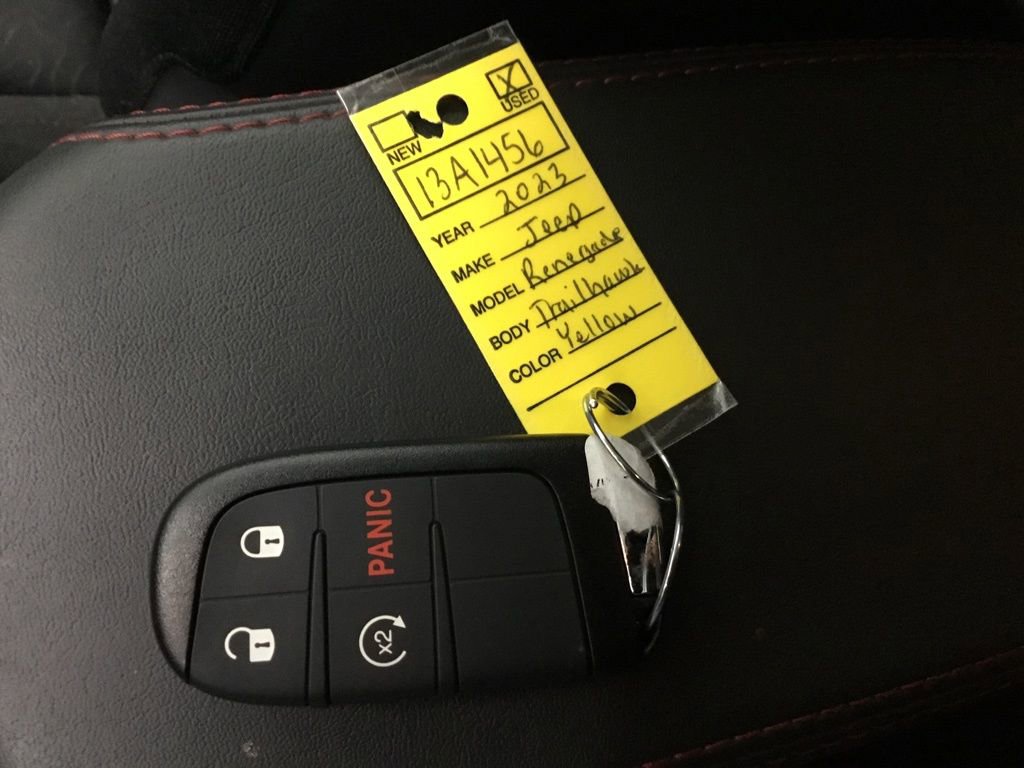 NEW USED X
13A1456
YEAR 2023
MAKE Jeep
MODEL Renegade
BODY Trailhawk
COLOR Yellow
PANIC
x2